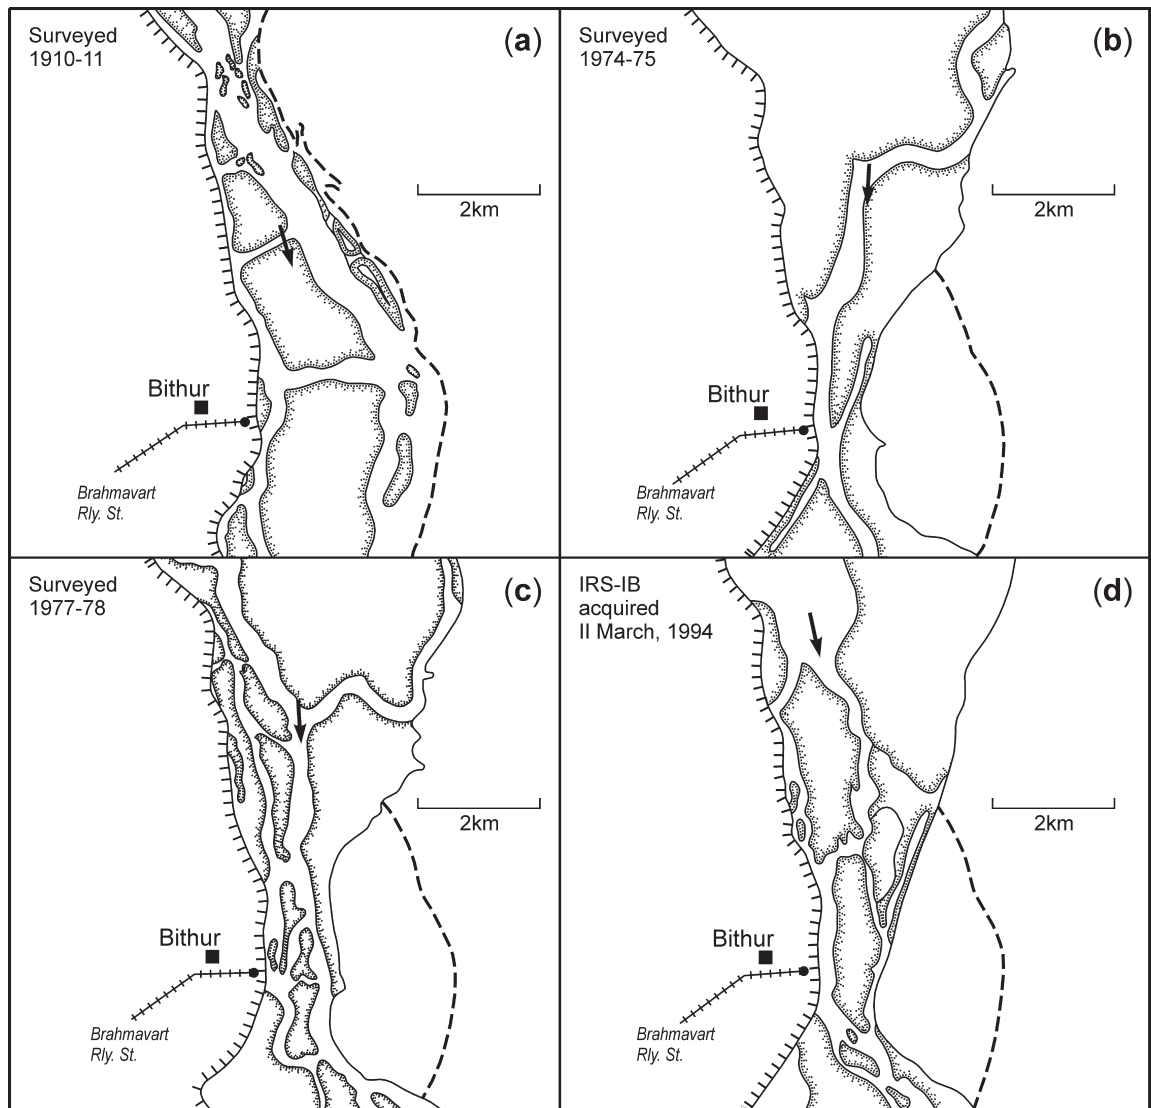 Surveyed
1910-11
(a)
2km
Bithur
Brahmavart
Rly. St.
Surveyed
1974-75
(b)
2km
Bithur
Brahmavart
Rly. St.
Surveyed
1977-78
(c)
2km
Bithur
Brahmavart
Rly. St.
IRS-IB
acquired
II March, 1994
(d)
2km
Bithur
Brahmavart
Rly. St.